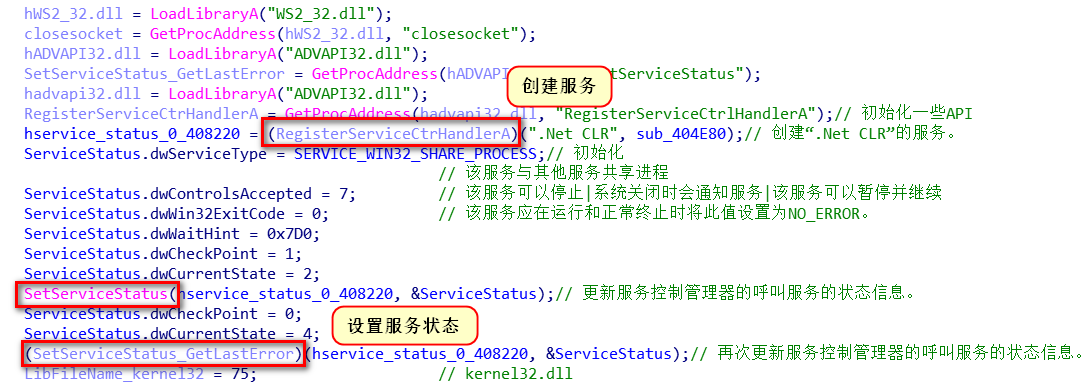 hWS2_32.dll = LoadLibraryA("WS2_32.dll");
closesocket = GetProcAddress(hWS2_32.dll, "closesocket");
hADVAPI32.dll = LoadLibraryA("ADVAPI32.dll");
SetServiceStatus_GetLastError = GetProcAddress(hADVAPI tServiceStatus");
hadvapi32.dll = LoadLibraryA("ADVAPI32.dll");
创建服务
RegisterServiceCtrHandlerA = GetProcAddress(hadvapi32.dll, "RegisterServiceCtrlHandlerA");// 初始化一些API
hservice_status_0_408220 = (RegisterServiceCtrHandlerA)(".Net CLR", sub_404E80);// 创建“.Net CLR”的服务。
ServiceStatus.dwServiceType = SERVICE_WIN32_SHARE_PROCESS;// 初始化
// 该服务与其他服务共享进程
ServiceStatus.dwControlsAccepted = 7; // 该服务可以停止|系统关闭时会通知服务|该服务可以暂停并继续
ServiceStatus.dwWin32ExitCode = 0; // 该服务应在运行和正常终止时将此值设置为NO_ERROR。
ServiceStatus.dwWaitHint = 0x7D0;
ServiceStatus.dwCheckPoint = 1;
ServiceStatus.dwCurrentState = 2;
SetServiceStatus(hservice_status_0_408220, &ServiceStatus);// 更新服务控制管理器的呼叫服务的状态信息。
ServiceStatus.dwCheckPoint = 0;
设置服务状态
ServiceStatus.dwCurrentState = 4;
(SetServiceStatus_GetLastError)(hservice_status_0_408220, &ServiceStatus);// 再次更新服务控制管理器的呼叫服务的状态信息。
LibFileName_kernel32 = 75; // kernel32.dll